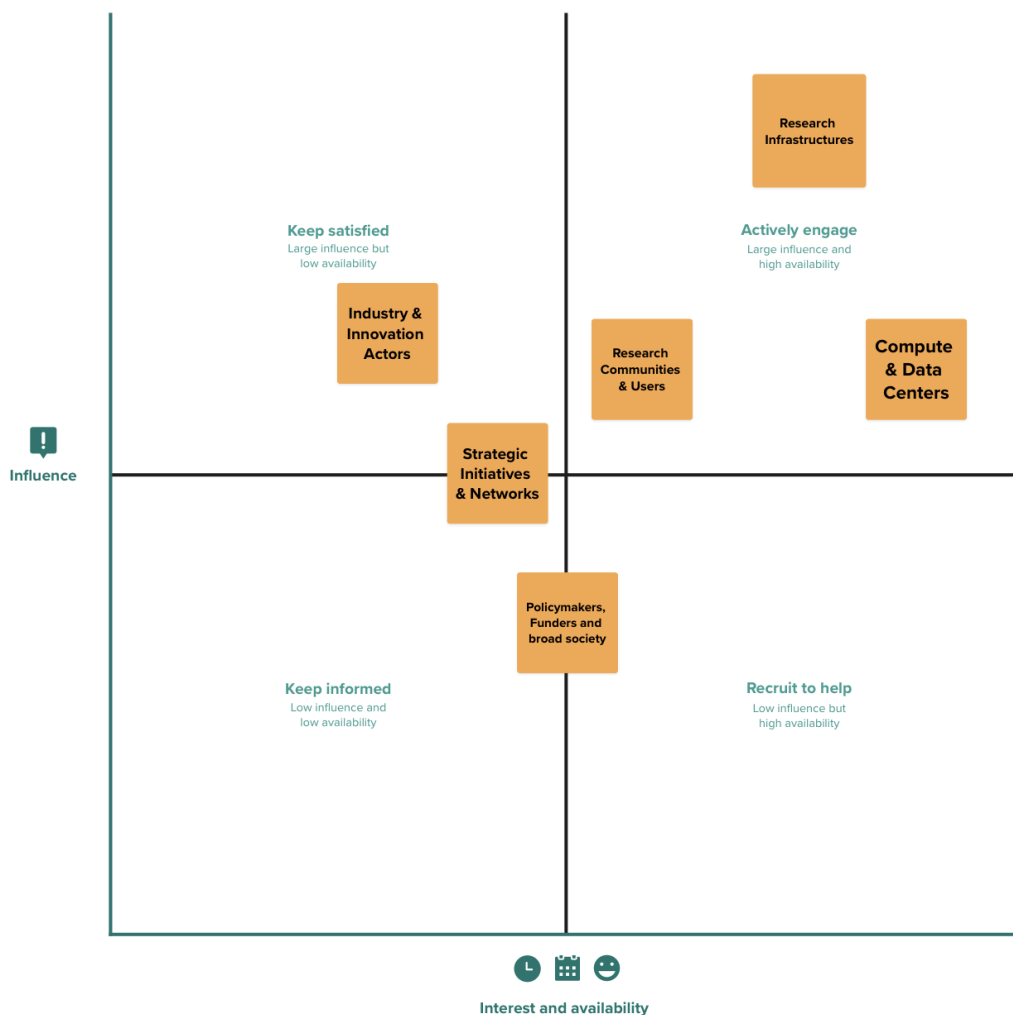 Research
Infrastructures
Keep satisfied
Large influence but
low availability
Actively engage
Large influence and
high availability
Industry &
Innovation
Actors
Research
Communities
& Users
Compute
& Data
Centers
Influence
Strategic
Initiatives
& Networks
Policymakers,
Funders and
broad society
Keep informed
Low influence and
low availability
Recruit to help
Low influence but
high availability
Interest and availability